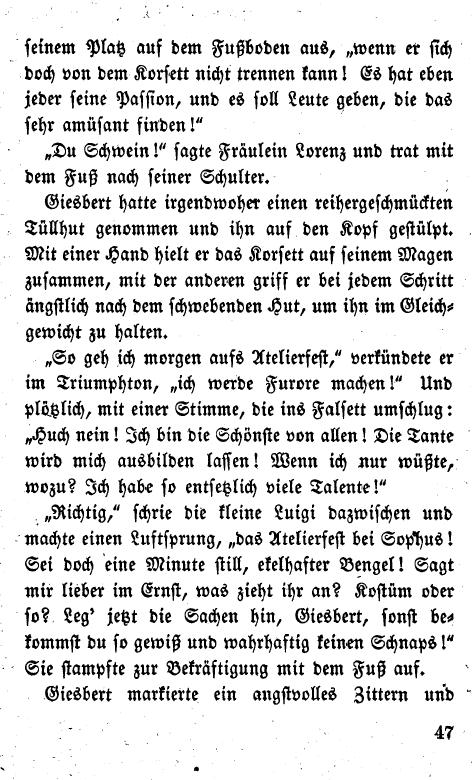 seinem Platz auf dem Fußboden aus, „wenn er sich
doch von dem Korsett nicht trennen kann! Es hat eben
jeder seine Passion, und es soll Leute geben, die das
sehr amüsant finden!“
„Du Schwein!“ sagte Fräulein Lorenz und trat mit
dem Fuß nach seiner Schulter.
Giesbert hatte irgendwoher einen reihergeschmückten
Tüllhut genommen und ihn auf den Kopf gestülpt.
Mit einer Hand hielt er das Korsett auf seinem Magen
zusammen, mit der anderen griff er bei jedem Schritt
ängstlich nach dem schwebenden Hut, um ihn im Gleich-
gewicht zu halten.
„So geh ich morgen aufs Atelierfest,“ verkündete er
im Triumphton, „ich werde Furore machen!“ Und
plötzlich, mit einer Stimme, die ins Falsett umschlug:
„Huch nein! Ich bin die Schönste von allen! Die Tante
wird mich ausbilden lassen! Wenn ich nur wüßte,
wozu? Ich habe so entsetzlich viele Talente!“
„Richtig,“ schrie die kleine Luigi dazwischen und
machte einen Luftsprung, „das Atelierfest bei Sophus!
Sei doch eine Minute still, ekelhafter Bengel! Sagt
mir lieber im Ernst, was zieht ihr an? Kostüm oder
so? Leg' jetzt die Sachen hin, Giesbert, sonst be-
kommst du so gewiß und wahrhaftig keinen Schnaps!“
Sie stampfte zur Bekräftigung mit dem Fuß auf.
Giesbert markierte ein angstvolles Zittern und
47